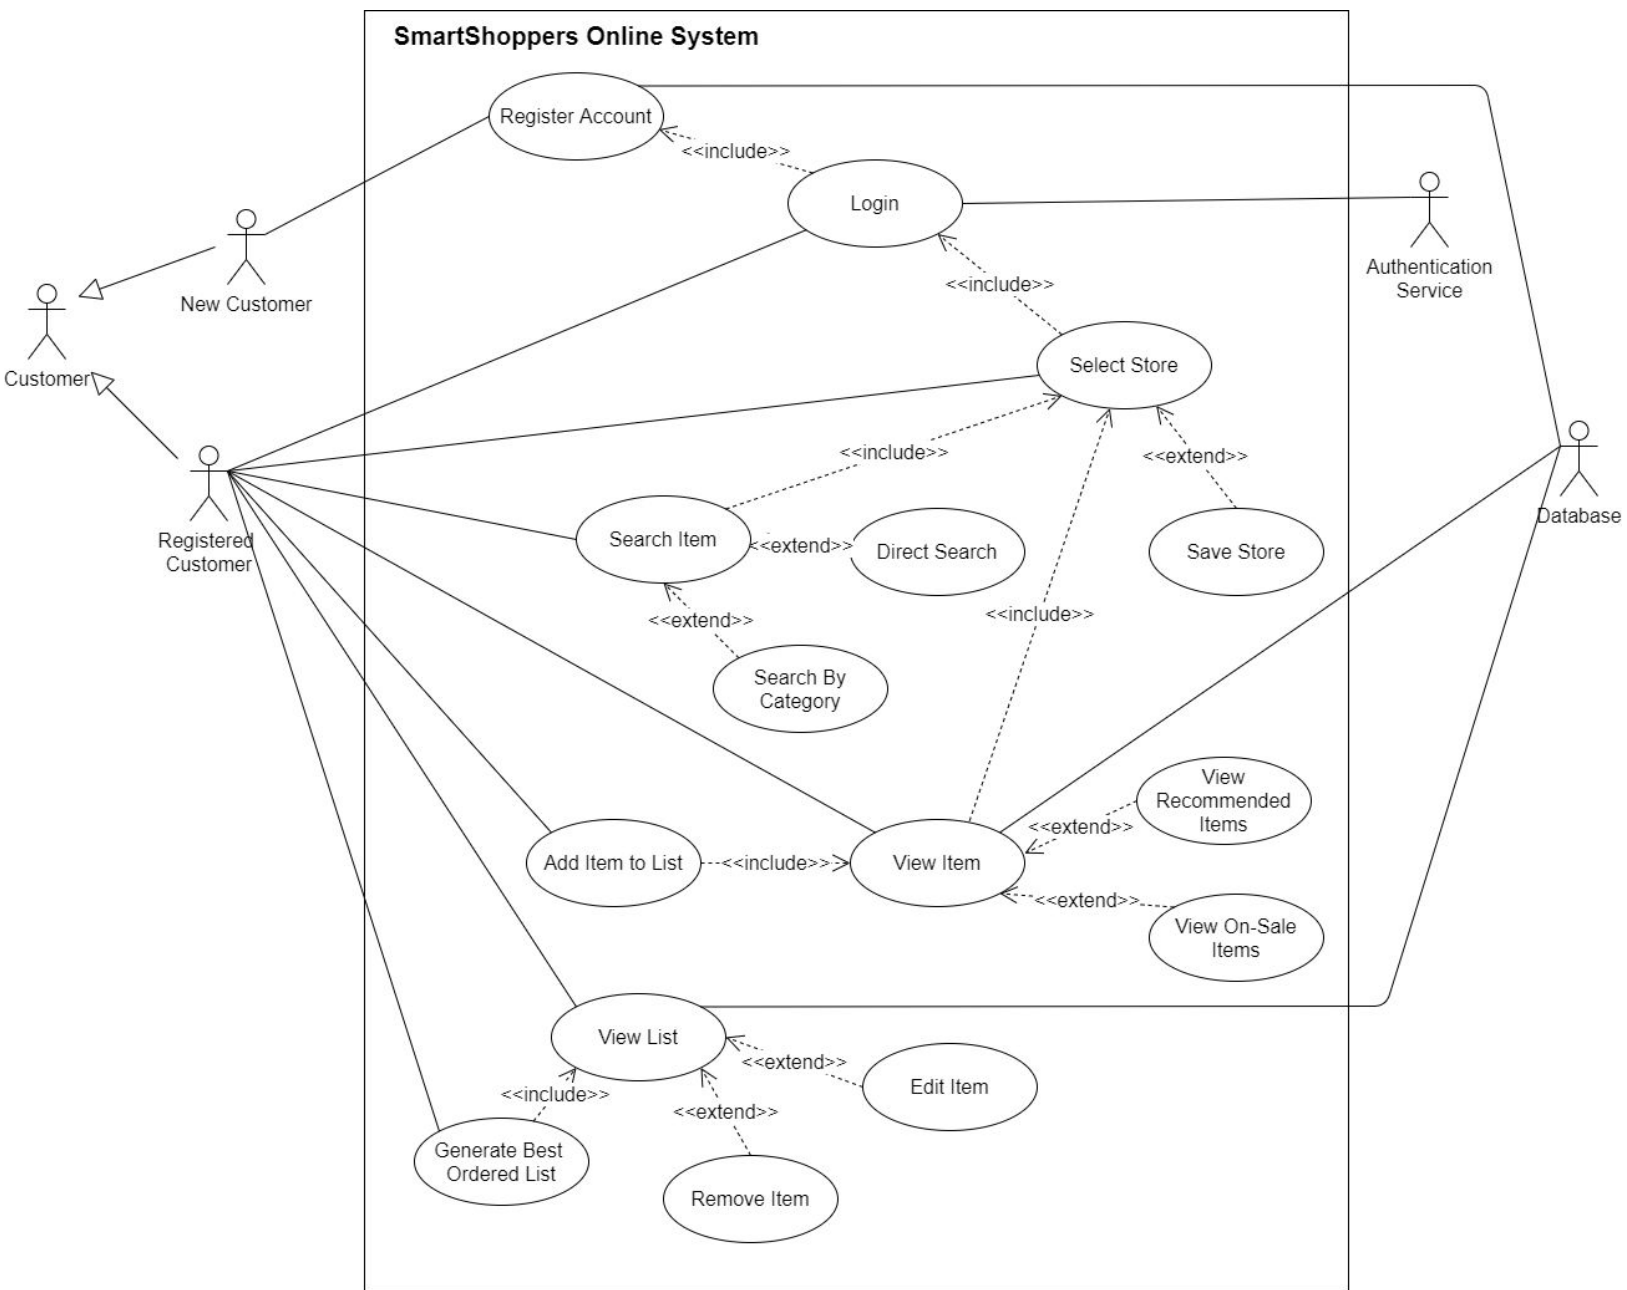 SmartShoppers Online System
Register Account
<<include>>
Login
Authentication
Service
New Customer
<<include>>
Customer
Select Store
<<include>>
<<extend>>
Database
Registered
Customer
Search Item
<<extend>>
Direct Search
Save Store
<<extend>>
<<include>>
Search By
Category
View
Recommended
Items
<<extend>>
Add Item to List
<<include>>
View Item
<<extend>>
View On-Sale
Items
View List
<<extend>>
<<include>>
<<extend>>
Edit Item
Generate Best
Ordered List
Remove Item